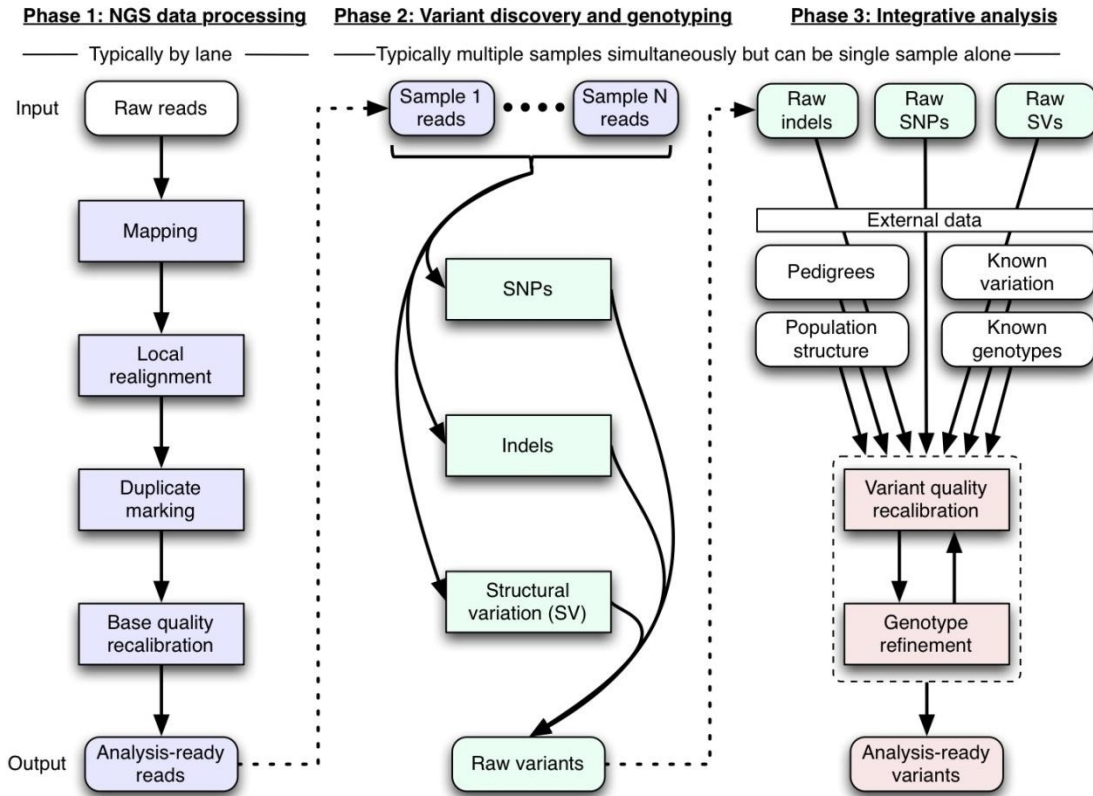 Phase 1: NGS data processing
Typically by lane
Input
Raw reads
Mapping
Local
realignment
Duplicate
marking
Base quality
recalibration
Output
Analysis-ready
reads
Phase 2: Variant discovery and genotyping
Typically multiple samples simultaneously but can be single sample alone
Sample 1
reads
Sample N
reads
SNPs
Indels
Structural
variation (SV)
Raw variants
Phase 3: Integrative analysis
Raw
indels
Raw
SNPs
Raw
SVs
External data
Pedigrees
Known
variation
Population
structure
Known
genotypes
Variant quality
recalibration
Genotype
refinement
Analysis-ready
variants